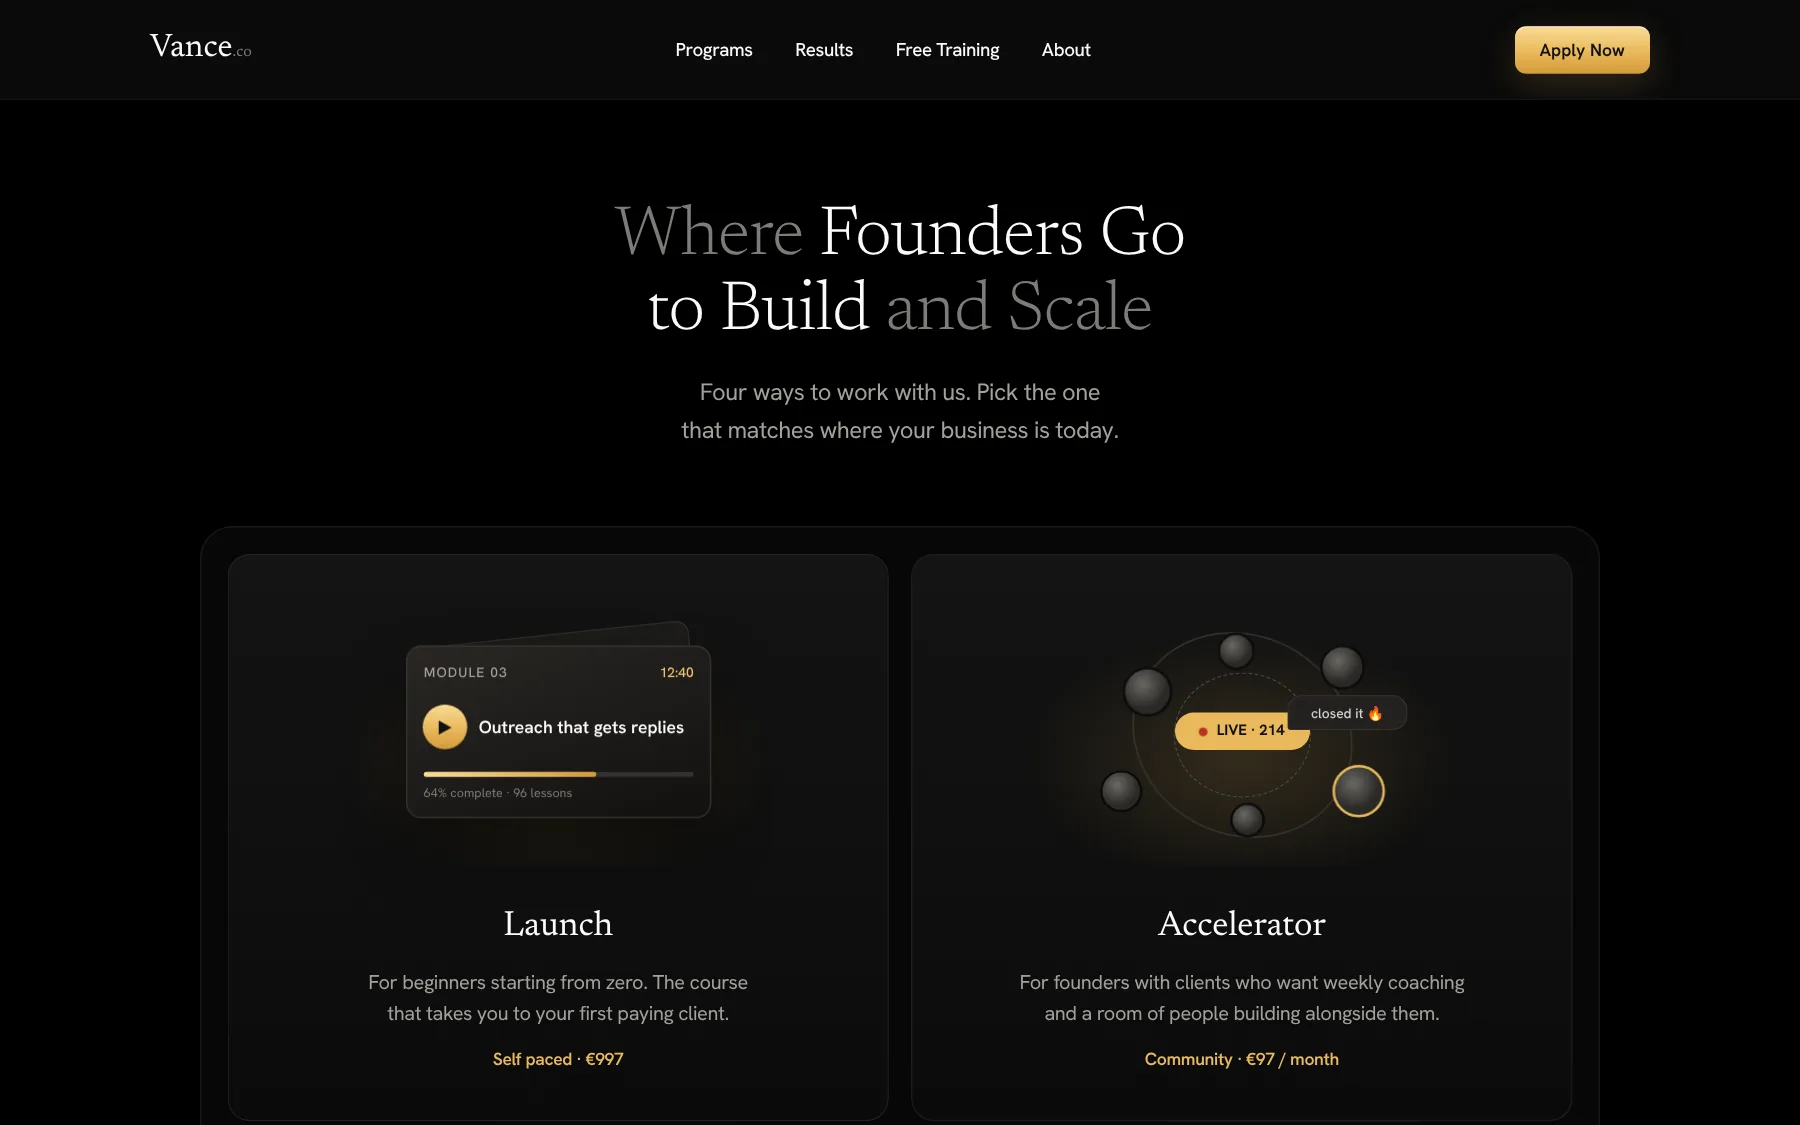 Vance.co
Programs
Results
Free Training
About
Apply Now
Where Founders Go
to Build and Scale
Four ways to work with us. Pick the one
that matches where your business is today.
MODULE 03
12:40
Outreach that gets replies
64% complete · 96 lessons
Launch
For beginners starting from zero. The course
that takes you to your first paying client.
Self paced · €997
LIVE · 214
closed it 🔥
Accelerator
For founders with clients who want weekly coaching
and a room of people building alongside them.
Community · €97 / month